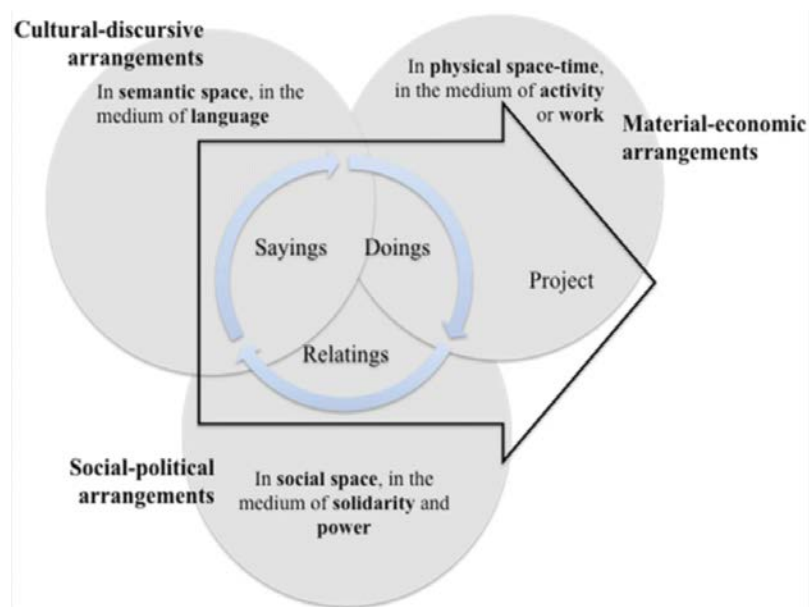 Cultural-discursive
arrangements
In semantic space, in the
medium of language
In physical space-time,
in the medium of activity
or work
Material-economic
arrangements
Sayings
Doings
Project
Relatings
Social-political
arrangements
In social space, in the
medium of solidarity and
power